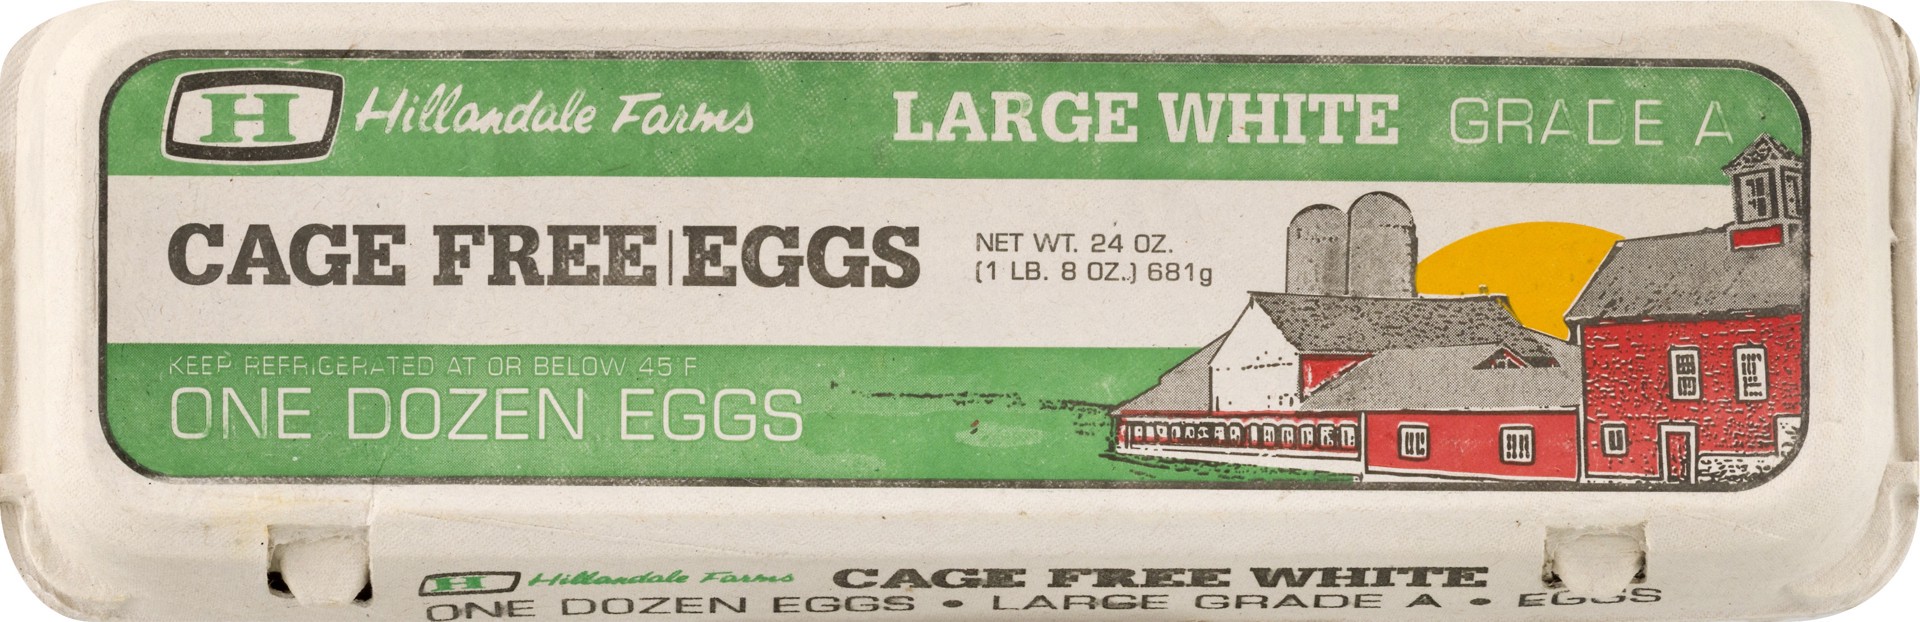 H Hillandale Farms LARGE WHITE GRADE A
CAGE FREE|EGGS
NET WT. 24 OZ.
(1 LB. 8 OZ.) 681g
KEEP REFRIGERATED AT OR BELOW 45°F
ONE DOZEN EGGS
H Hillandale Farms CAGE FREE WHITE
ONE DOZEN EGGS • LARGE GRADE A • EGGS